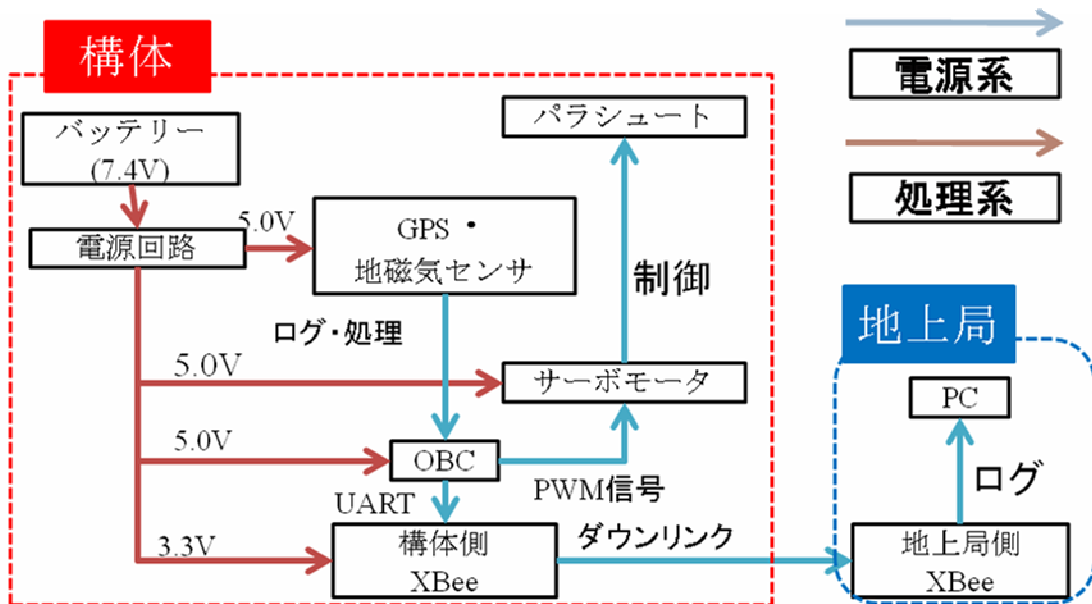 構体
電源系
処理系
バッテリー
(7.4V)
パラシュート
電源回路
5.0V
GPS・
地磁気センサ
制御
ログ・処理
地上局
5.0V
サーボモータ
PC
5.0V
OBC
PWM信号
ログ
UART
ダウンリンク
3.3V
構体側
XBee
地上局側
XBee